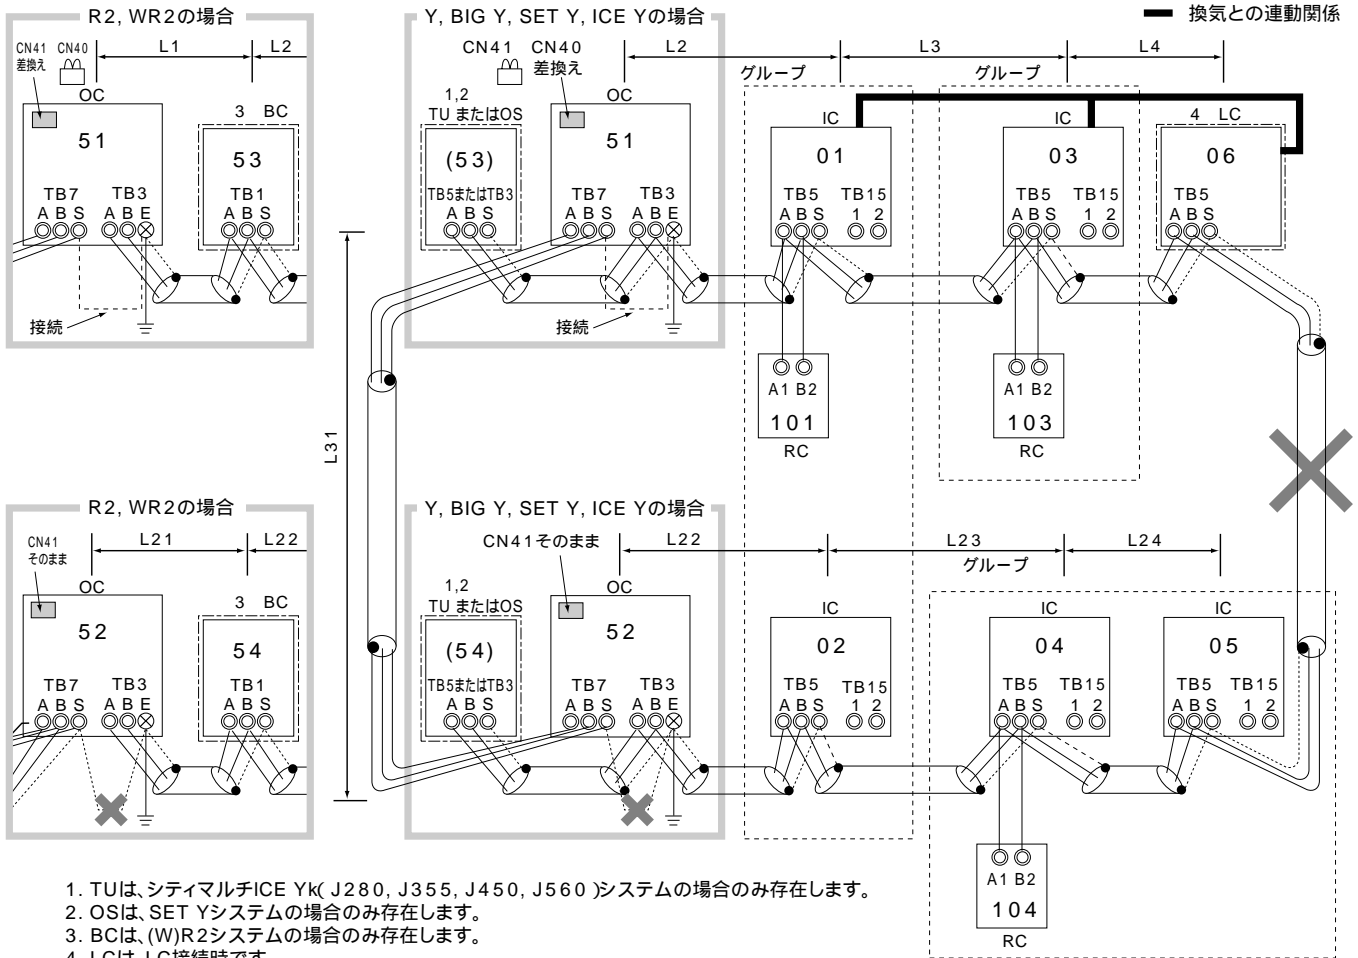 R2, WR2の場合
Y, BIG Y, SET Y, ICE Yの場合
換気との連動関係
CN41
差換え
CN40
L1
L2
OC
51
TB7
A B S
TB3
A B E
3 BC
53
TB1
A B S
接続
CN41
CN40
差換え
L2
L3
L4
1,2
TU またはOS
(53)
TB5またはTB3
A B S
OC
51
TB7
A B S
TB3
A B E
接続
グループ
IC
01
TB5
A B S
TB15
1 2
グループ
IC
03
TB5
A B S
TB15
1 2
4 LC
06
TB5
A B S
A1 B2
101
RC
A1 B2
103
RC
L31
R2, WR2の場合
CN41
そのまま
L21
L22
OC
52
TB7
A B S
TB3
A B E
3 BC
54
TB1
A B S
Y, BIG Y, SET Y, ICE Yの場合
CN41そのまま
L22
L23
L24
1,2
TU またはOS
(54)
TB5またはTB3
A B S
OC
52
TB7
A B S
TB3
A B E
IC
02
TB5
A B S
TB15
1 2
グループ
IC
04
TB5
A B S
TB15
1 2
IC
05
TB5
A B S
TB15
1 2
A1 B2
104
RC
1. TUは、シティマルチICE Yk( J280, J355, J450, J560 )システムの場合のみ存在します。
2. OSは、SET Yシステムの場合のみ存在します。
3. BCは、(W)R2システムの場合のみ存在します。
4. LCは、LC接続時です。